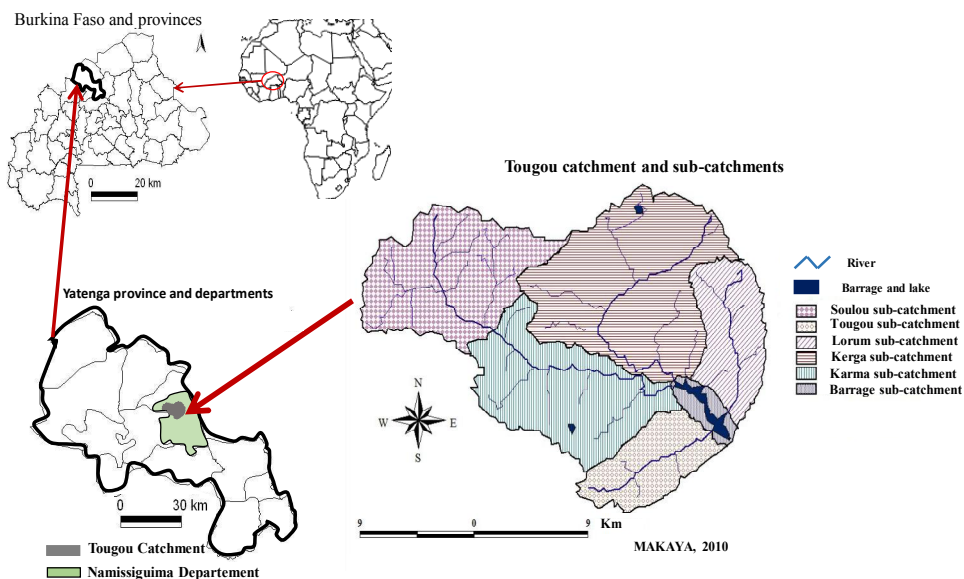 Burkina Faso and provinces
0 20 km
Tougou catchment and sub-catchments
River
Barrage and lake
Soulou sub-catchment
Tougou sub-catchment
Lorum sub-catchment
Kerga sub-catchment
Karma sub-catchment
Barrage sub-catchment
Yatenga province and departments
N
W E
S
0 30 km
9 0 9 Km
MAKAYA, 2010
Tougou Catchment
Namissiguima Departement